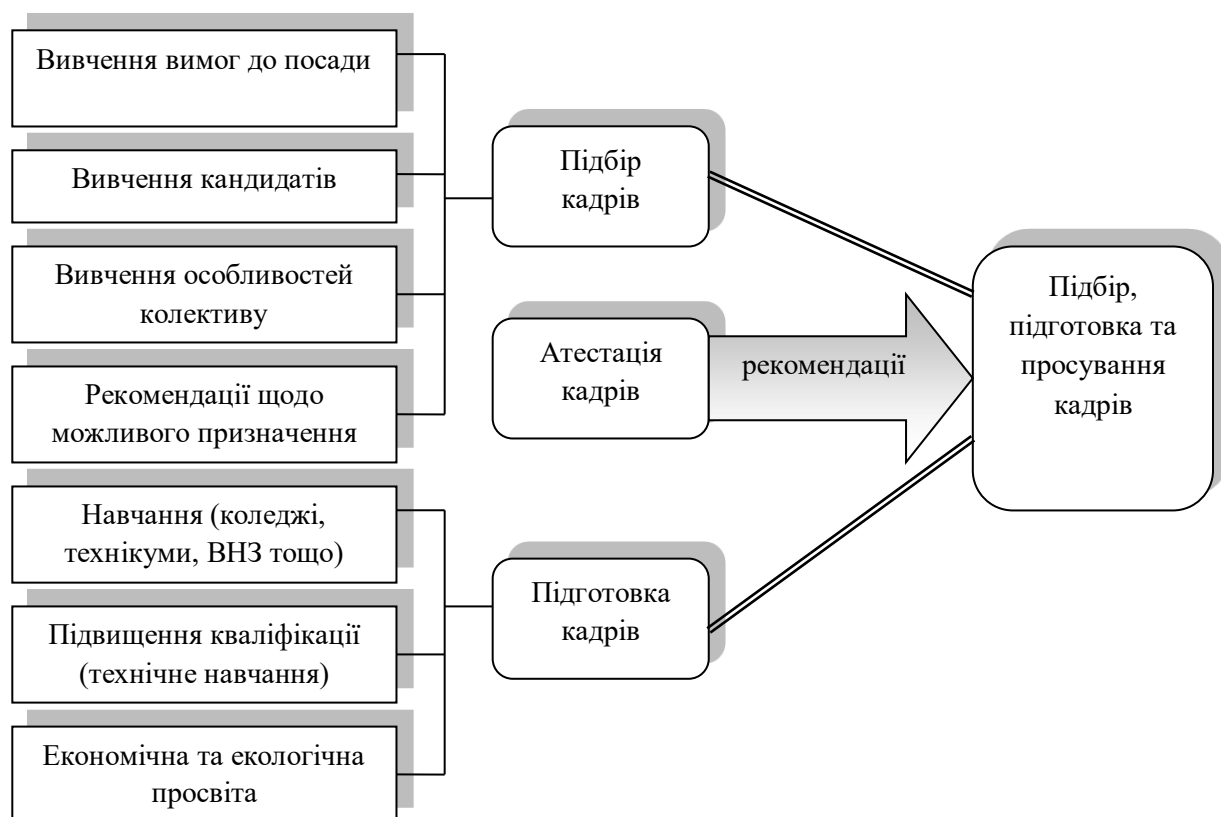 Вивчення вимог до посади
Вивчення кандидатів
Вивчення особливостей
колективу
Рекомендації щодо
можливого призначення
Навчання (коледжі,
технікуми, ВНЗ тощо)
Підвищення кваліфікації
(технічне навчання)
Економічна та екологічна
просвіта
Підбір
кадрів
Атестація
кадрів
Підготовка
кадрів
рекомендації
Підбір,
підготовка та
просування
кадрів